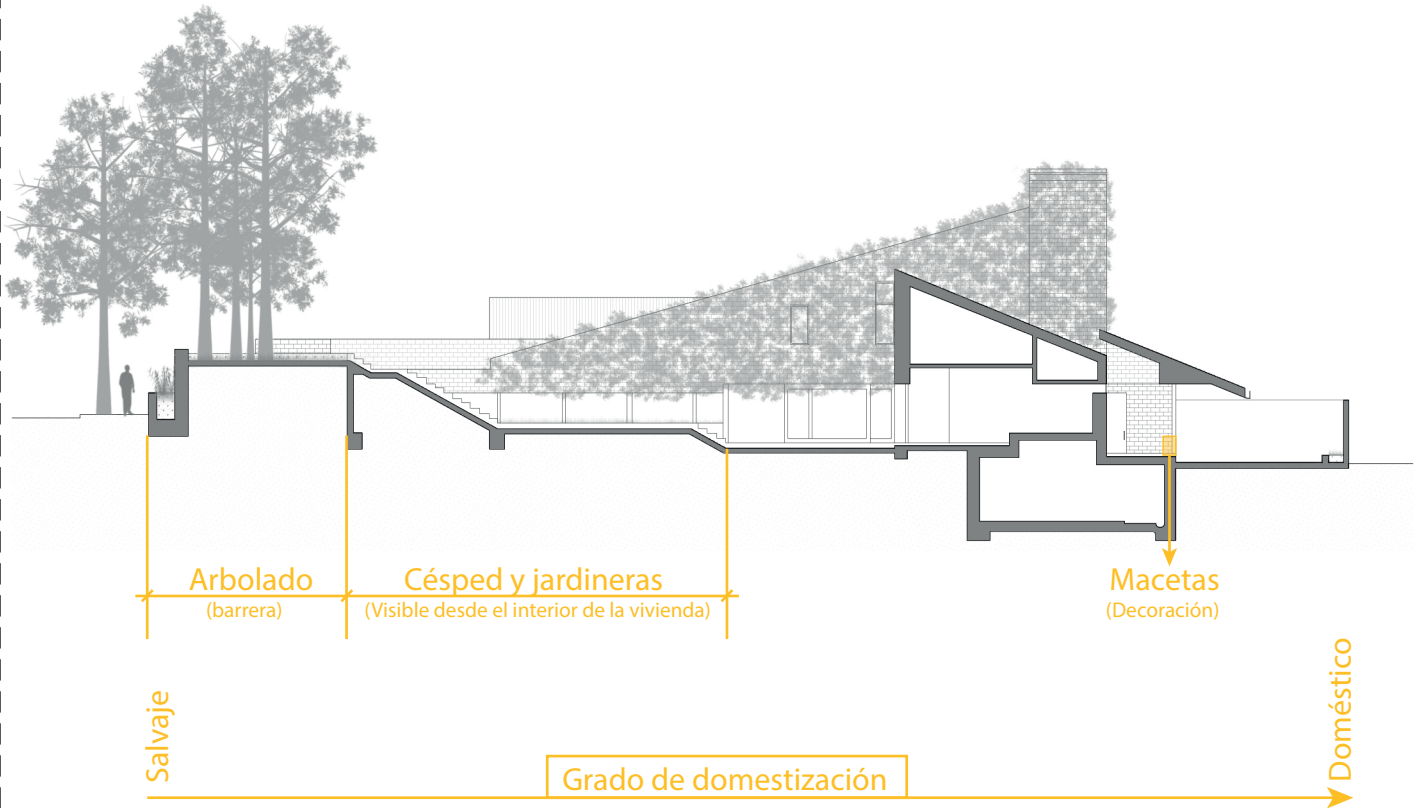 Arbolado
(barrera)
Césped y jardineras
(Visible desde el interior de la vivienda)
Macetas
(Decoración)
Salvaje
Grado de domestización
Doméstico